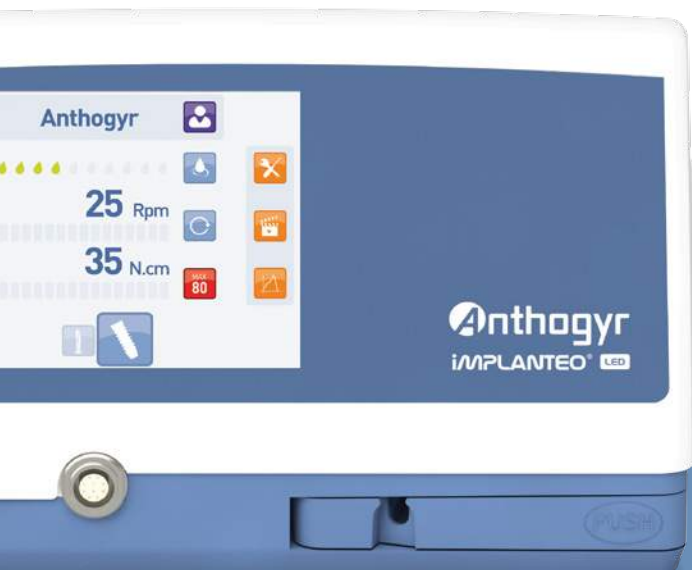 Anthogyr
25 Rpm
35 N.cm
MAX
80
Anthogyr
iMPLANTEO® LED
PUSH